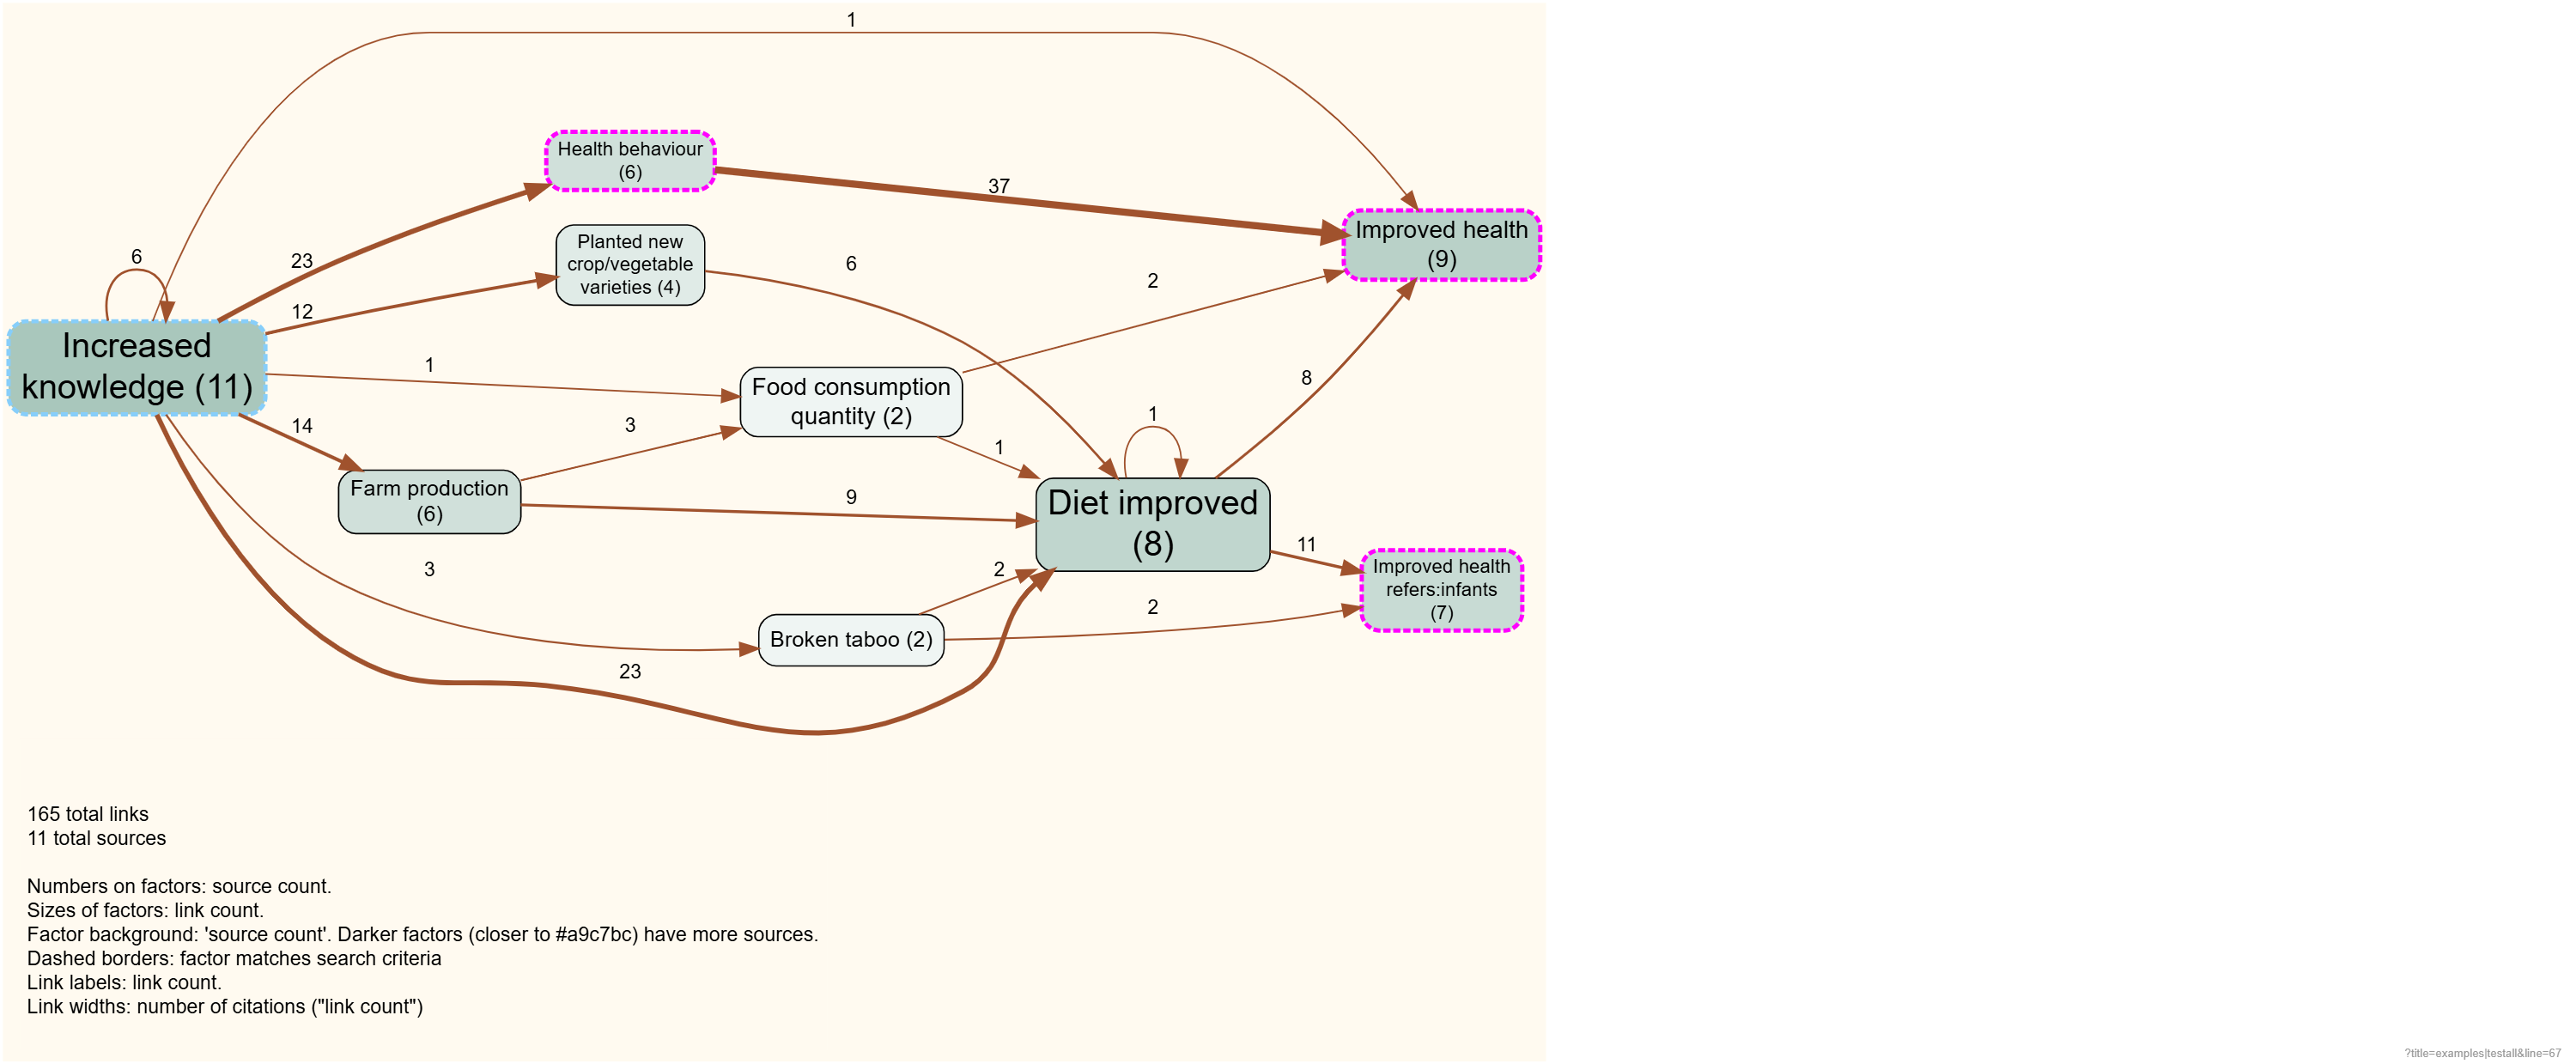 1
Health behaviour
(6)
37
Improved health
(9)
Planted new
crop/vegetable
varieties (4)
6
23
6
2
12
Increased
knowledge (11)
1
Food consumption
quantity (2)
8
14
3
1
1
Farm production
(6)
9
Diet improved
(8)
11
Improved health
refers:infants
(7)
3
2
2
Broken taboo (2)
23
165 total links
11 total sources
Numbers on factors: source count.
Sizes of factors: link count.
Factor background: 'source count'. Darker factors (closer to #a9c7bc) have more sources.
Dashed borders: factor matches search criteria
Link labels: link count.
Link widths: number of citations ("link count")
?title=examples|testall&line=67